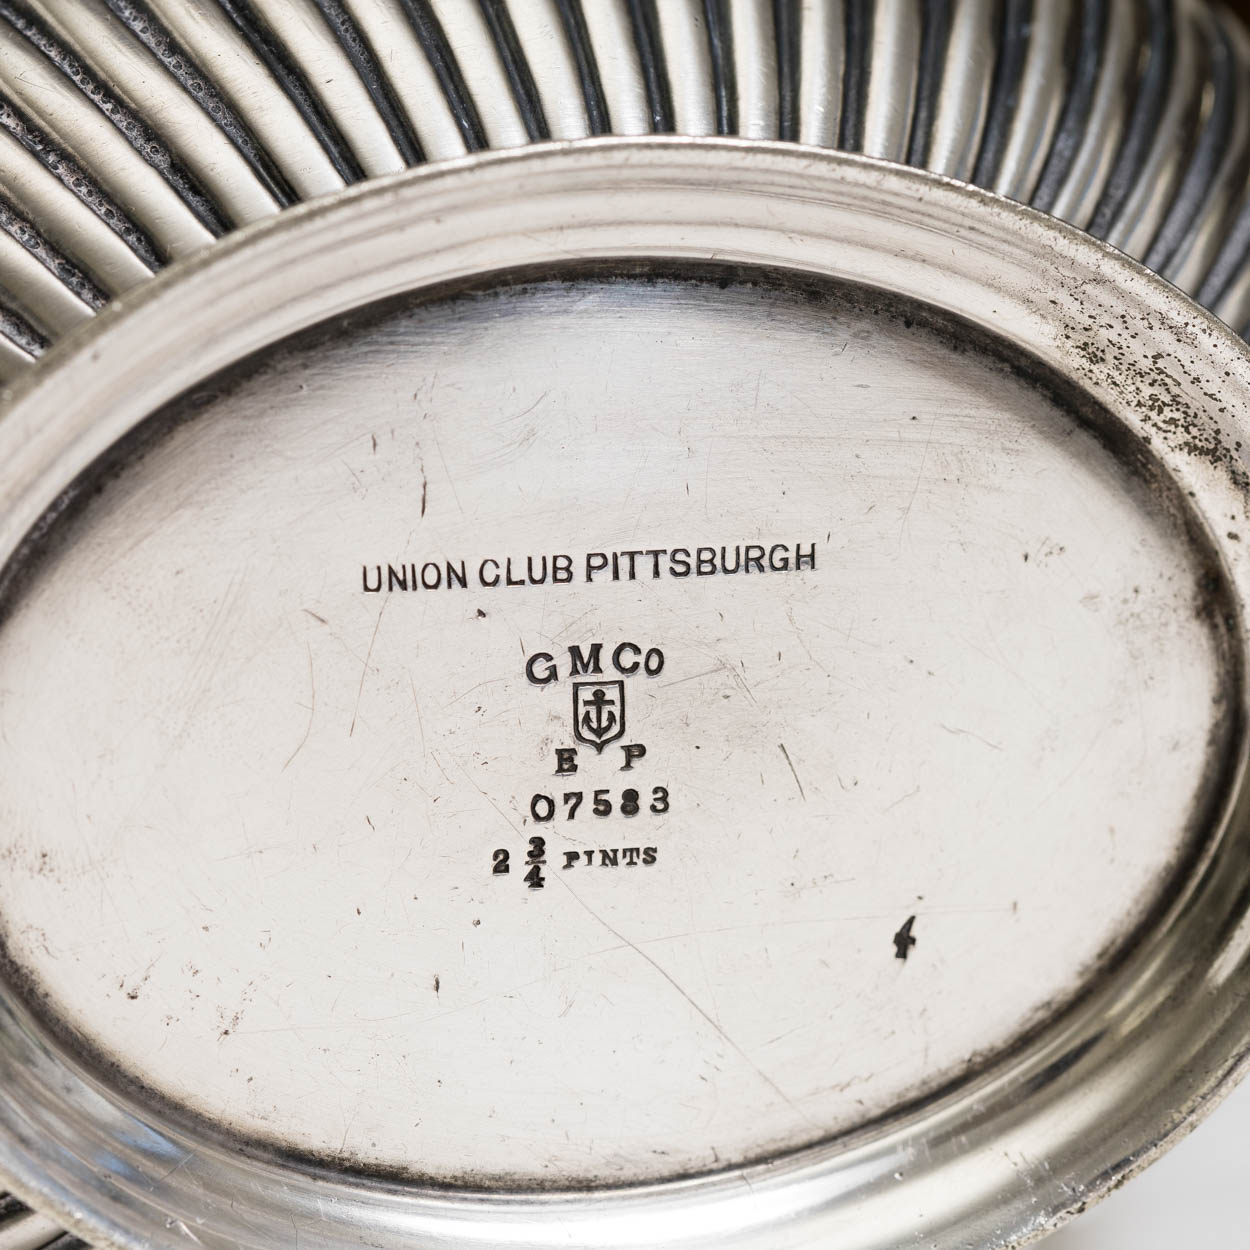 UNION CLUB PITTSBURGH
GMCo
E P
07583
2 3/4 PINTS
4